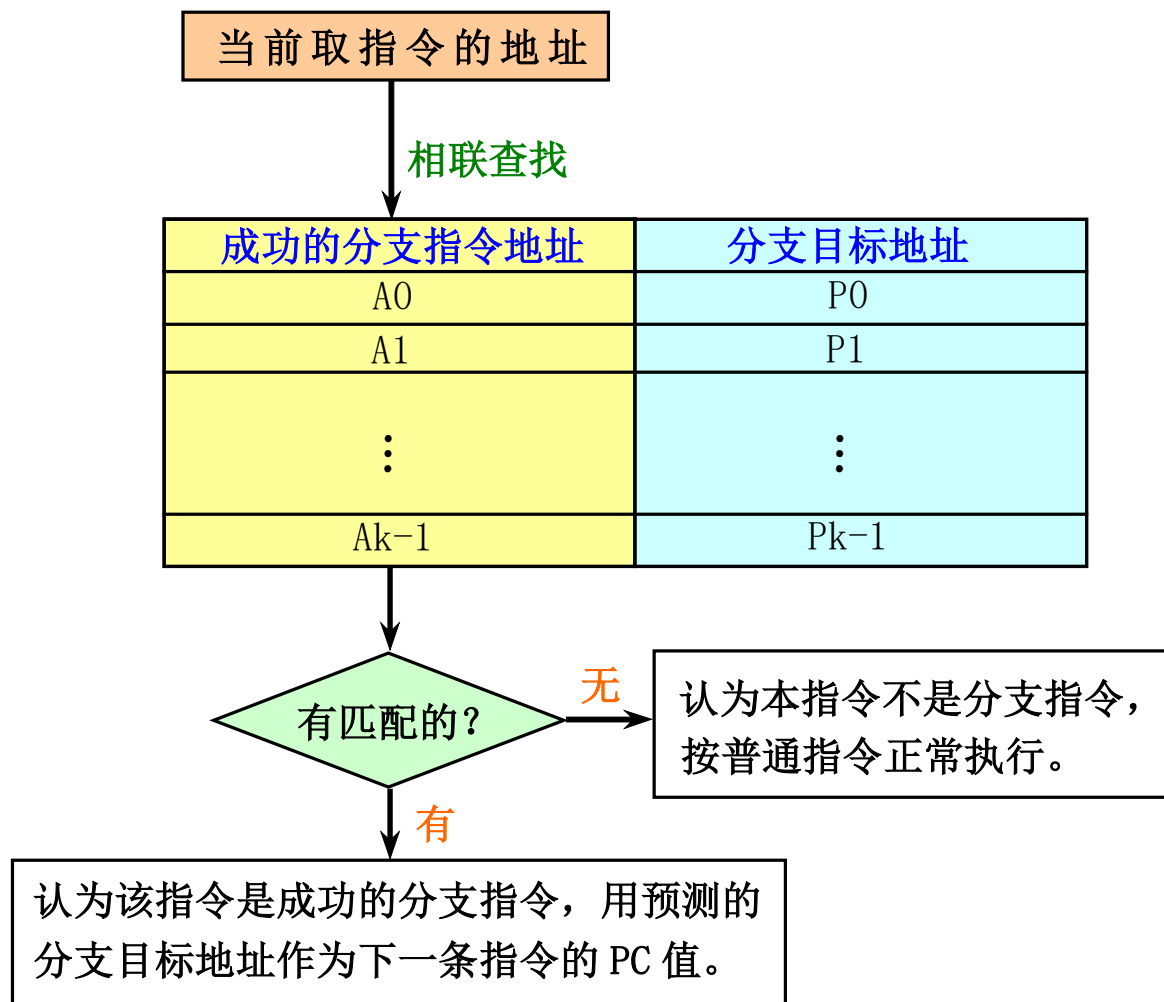 当前取指令的地址
相联查找
成功的分支指令地址 分支目标地址
A0 P0
A1 P1
⋮ ⋮
Ak-1 Pk-1
有匹配的？
无
认为本指令不是分支指令，
按普通指令正常执行。
有
认为该指令是成功的分支指令，用预测的
分支目标地址作为下一条指令的 PC 值。